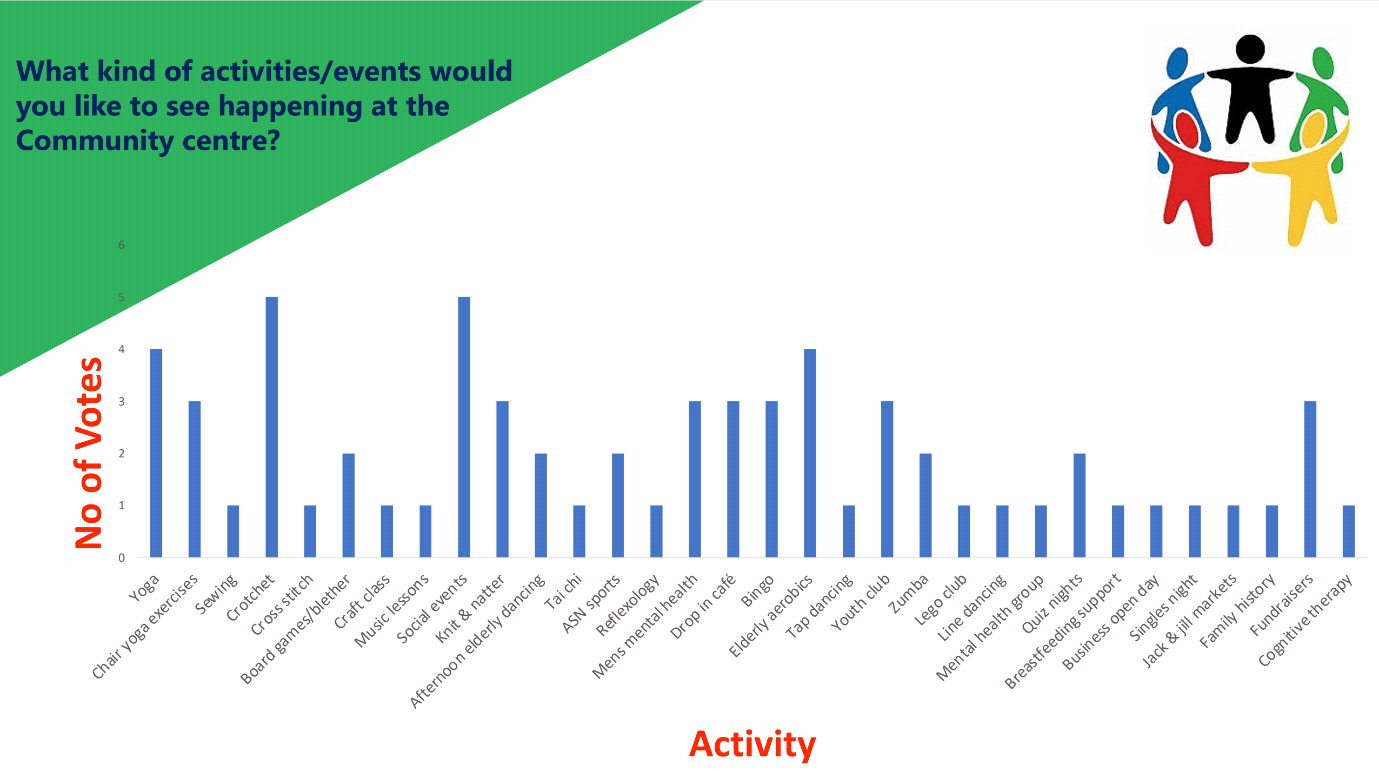 What kind of activities/events would
you like to see happening at the
Community centre?
6
5
4
3
2
1
0
No of Votes
Yoga
Chair yoga exercises
Sewing
Crotchet
Cross stitch
Board games/blether
Craft class
Music lessons
Social events
Knit & natter
Afternoon elderly dancing
Tai chi
ASN sports
Reflexology
Mens mental health
Drop in café
Bingo
Elderly aerobics
Tap dancing
Youth club
Zumba
Lego club
Line dancing
Mental health group
Quiz nights
Breastfeeding support
Business open day
Singles night
Jack & jill markets
Family history
Fundraisers
Cognitive therapy
Activity